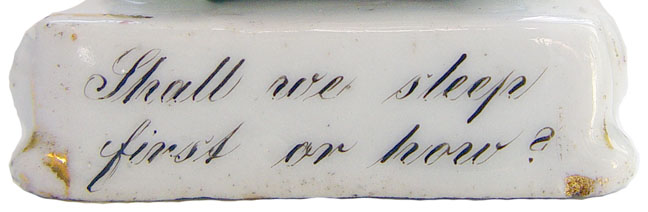 Shall we sleep
first or how?